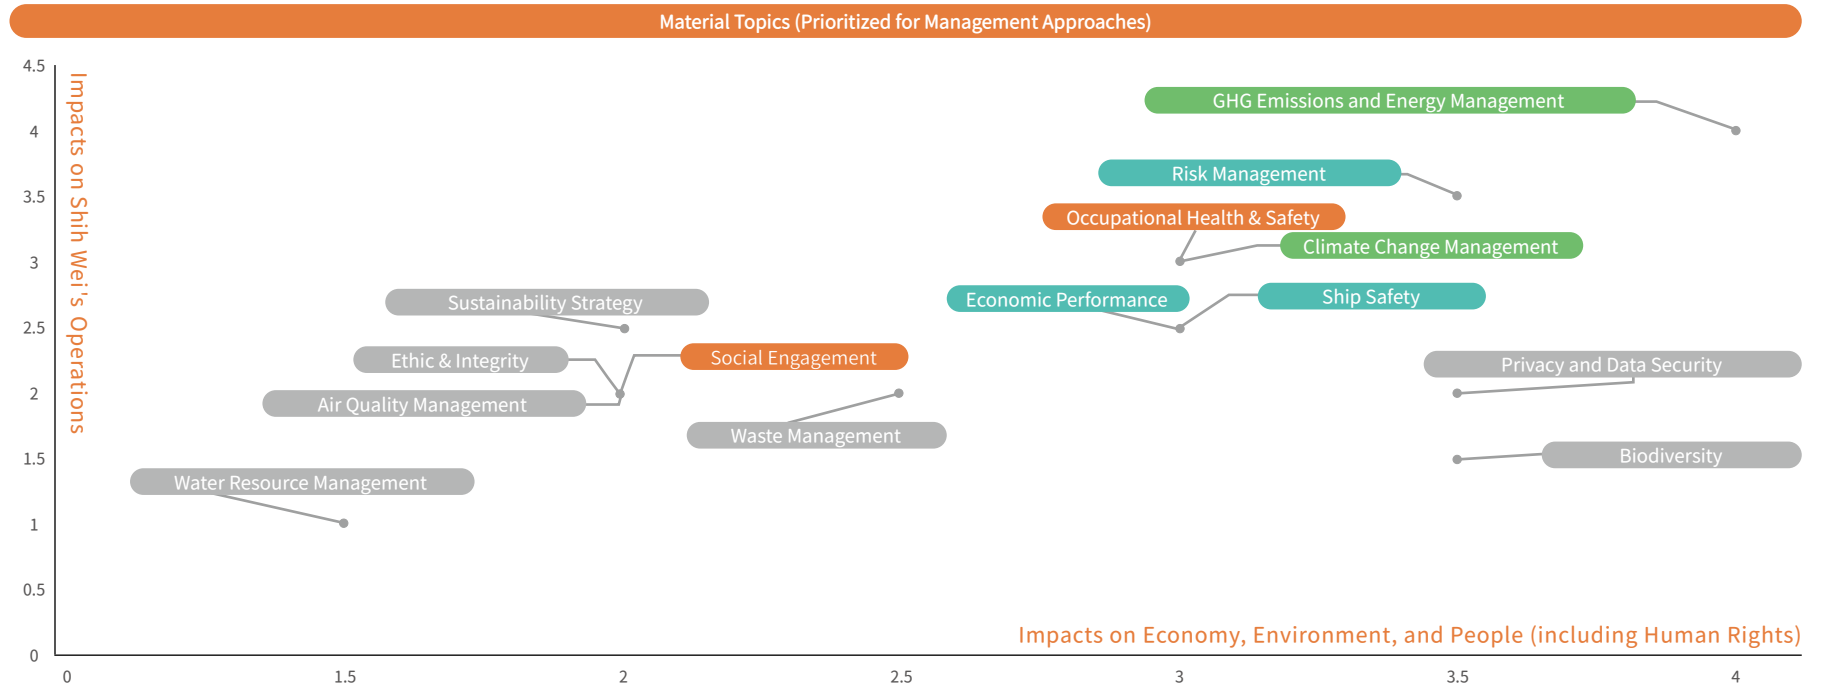 Material Topics (Prioritized for Management Approaches)
4.5
4
3.5
3
2.5
2
1.5
1
0.5
0
Impacts on Shih Wei's Operations
GHG Emissions and Energy Management
Risk Management
Occupational Health & Safety
Climate Change Management
Economic Performance
Ship Safety
Sustainability Strategy
Ethic & Integrity
Social Engagement
Air Quality Management
Waste Management
Privacy and Data Security
Biodiversity
Water Resource Management
Impacts on Economy, Environment, and People (including Human Rights)
0
1.5
2
2.5
3
3.5
4